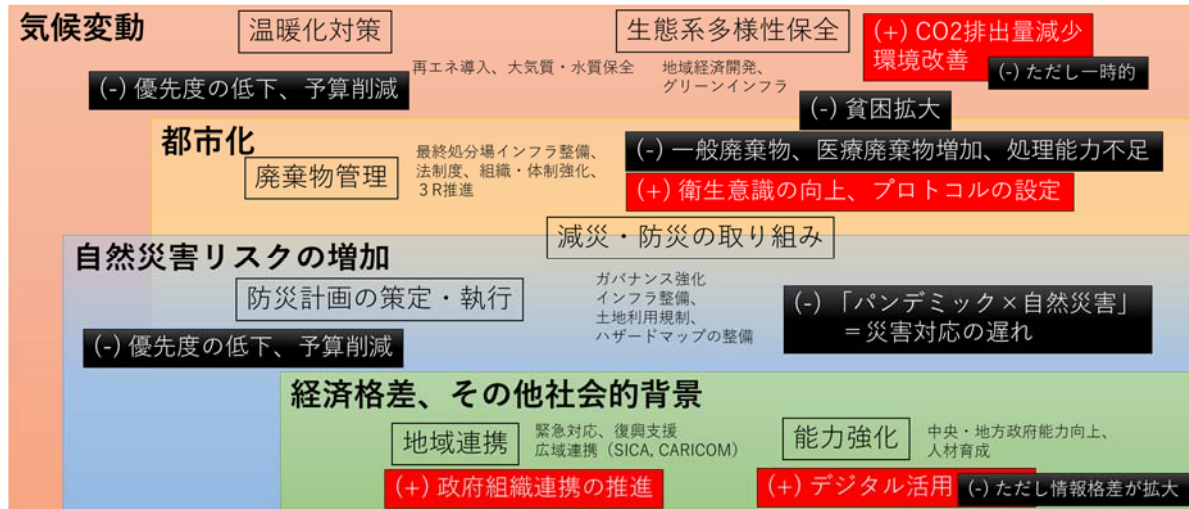 気候変動
温暖化対策
生態系多様性保全
(+) CO2排出量減少
環境改善
(-) ただし一時的
再エネ導入、大気質・水質保全
地域経済開発、
グリーンインフラ
(-) 優先度の低下、予算削減
(-) 貧困拡大
都市化
廃棄物管理
最終処分場インフラ整備、
法制度、組織・体制強化、
3R推進
(-) 一般廃棄物、医療廃棄物増加、処理能力不足
(+) 衛生意識の向上、プロトコルの設定
減災・防災の取り組み
自然災害リスクの増加
防災計画の策定・執行
ガバナンス強化
インフラ整備、
土地利用規制、
ハザードマップの整備
(-) 「パンデミック×自然災害」
＝災害対応の遅れ
(-) 優先度の低下、予算削減
経済格差、その他社会的背景
地域連携
緊急対応、復興支援
広域連携（SICA, CARICOM）
能力強化
中央・地方政府能力向上、
人材育成
(+) 政府組織連携の推進
(+) デジタル活用
(-) ただし情報格差が拡大